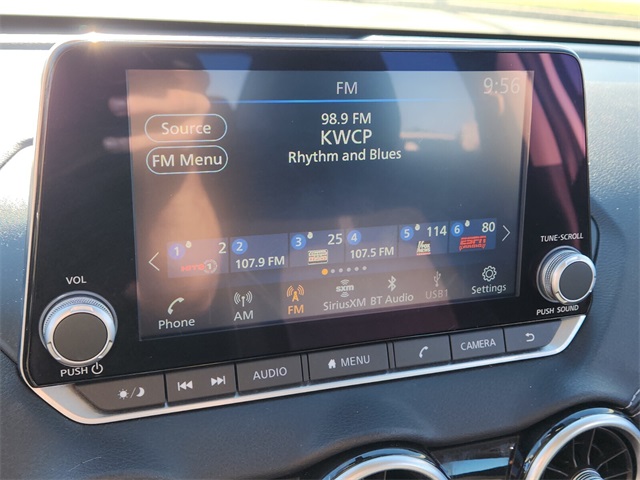 FM
9:56
98.9 FM
KWCP
Rhythm and Blues
Source
FM Menu
1 2
2 107.9 FM
3 25
4 107.5 FM
5 114
6 80
ESPN
VOL
PUSH
TUNE·SCROLL
PUSH SOUND
Phone
AM
FM
sxm
SiriusXM
BT Audio
USB1
Settings
AUDIO
MENU
CAMERA